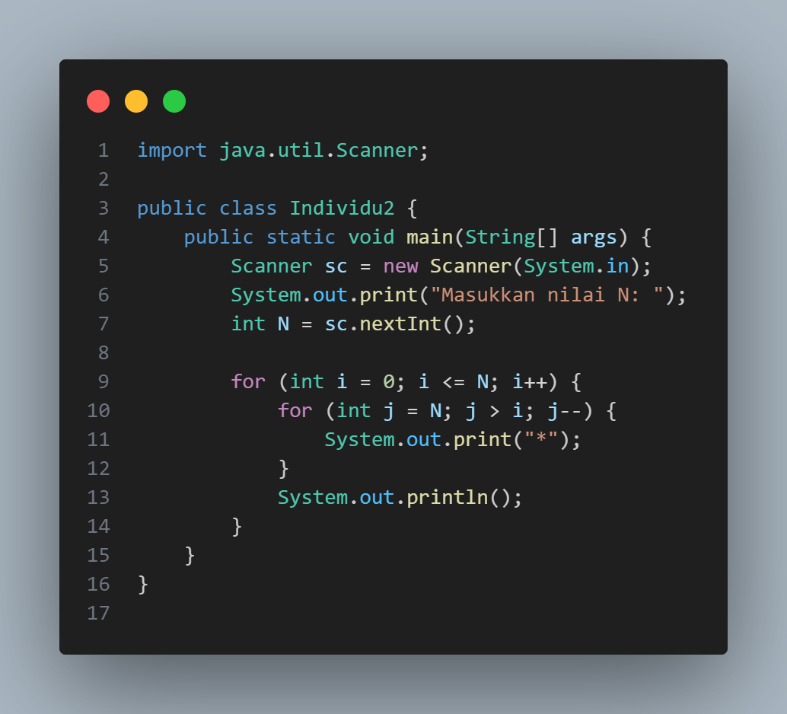 1 import java.util.Scanner;
2
3 public class Individu2 {
4     public static void main(String[] args) {
5         Scanner sc = new Scanner(System.in);
6         System.out.print("Masukkan nilai N: ");
7         int N = sc.nextInt();
8
9         for (int i = 0; i <= N; i++) {
10             for (int j = N; j > i; j--) {
11                 System.out.print("*");
12             }
13             System.out.println();
14         }
15     }
16 }
17